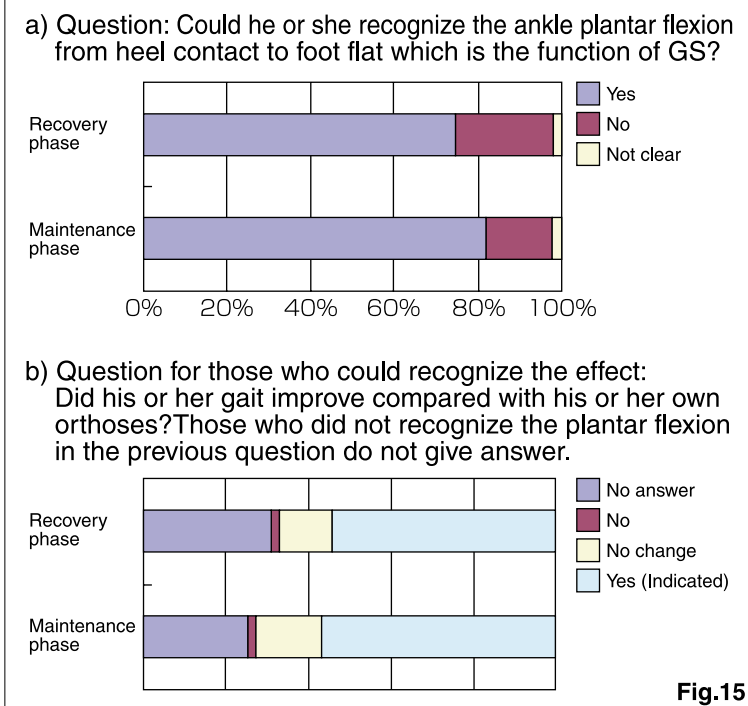 a) Question: Could he or she recognize the ankle plantar flexion
from heel contact to foot flat which is the function of GS?
Recovery
phase
Maintenance
phase
Yes
No
Not clear
0% 20% 40% 60% 80% 100%
b) Question for those who could recognize the effect:
Did his or her gait improve compared with his or her own
orthoses?Those who did not recognize the plantar flexion
in the previous question do not give answer.
Recovery
phase
Maintenance
phase
No answer
No
No change
Yes (Indicated)
Fig.15